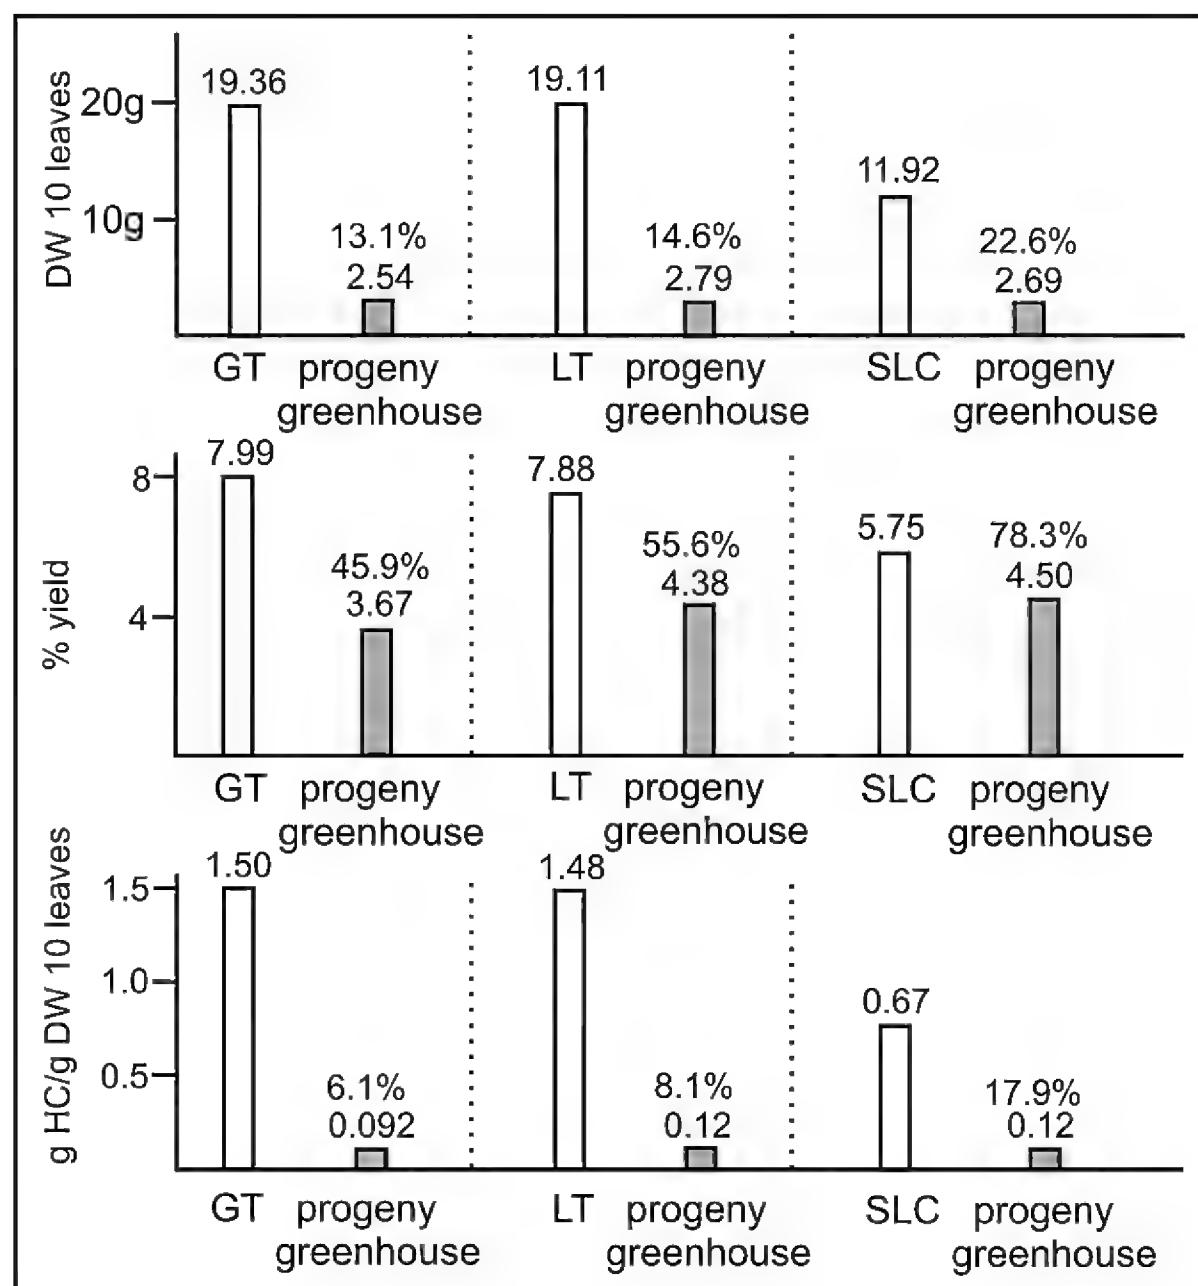 DW 10 leaves
20g
10g
19.36
13.1%
2.54
19.11
14.6%
2.79
11.92
22.6%
2.69
GT progeny LT progeny SLC progeny
greenhouse greenhouse greenhouse
% yield
8
4
7.99
45.9%
3.67
7.88
55.6%
4.38
5.75
78.3%
4.50
GT progeny LT progeny SLC progeny
greenhouse greenhouse greenhouse
g HC/g DW 10 leaves
1.5
1.0
0.5
1.50
6.1%
0.092
1.48
8.1%
0.12
0.67
17.9%
0.12
GT progeny LT progeny SLC progeny
greenhouse greenhouse greenhouse